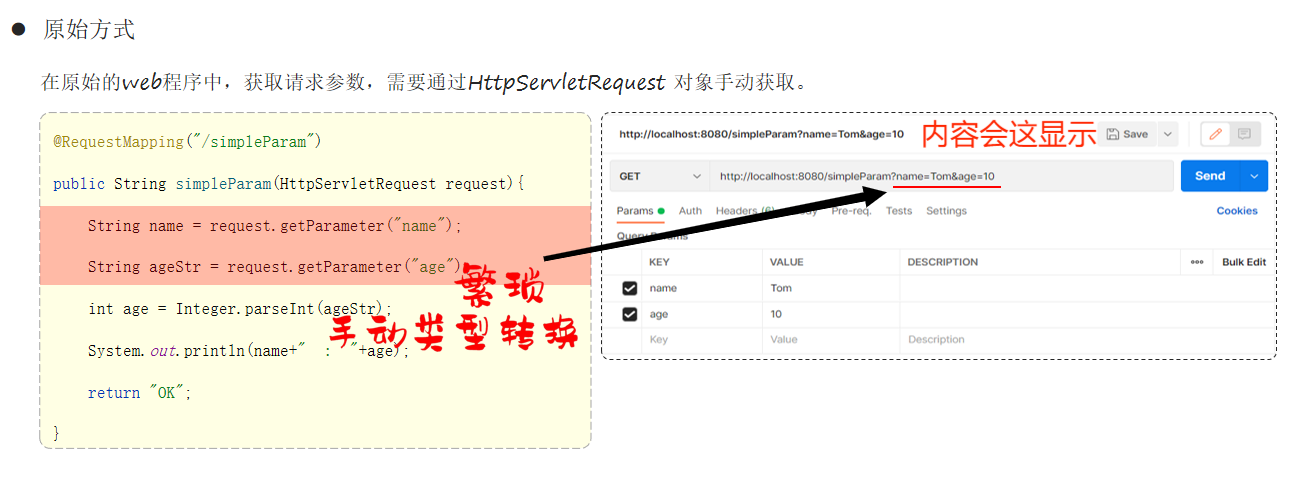 ● 原始方式
在原始的web程序中，获取请求参数，需要通过HttpServletRequest 对象手动获取。
@RequestMapping("/simpleParam")
public String simpleParam(HttpServletRequest request){
String name = request.getParameter("name");
String ageStr = request.getParameter("age")
int age = Integer.parseInt(ageStr);
System.out.println(name+" : "+age);
return "OK";
}
繁琐
手动类型转换
http://localhost:8080/simpleParam?name=Tom&age=10
内容会这显示
Save
GET
http://localhost:8080/simpleParam?name=Tom&age=10
Send
Params Auth Headers (6) Pre-req. Tests Settings
Cookies
Query Params
KEY VALUE DESCRIPTION Bulk Edit
name Tom
age 10
Key Value Description